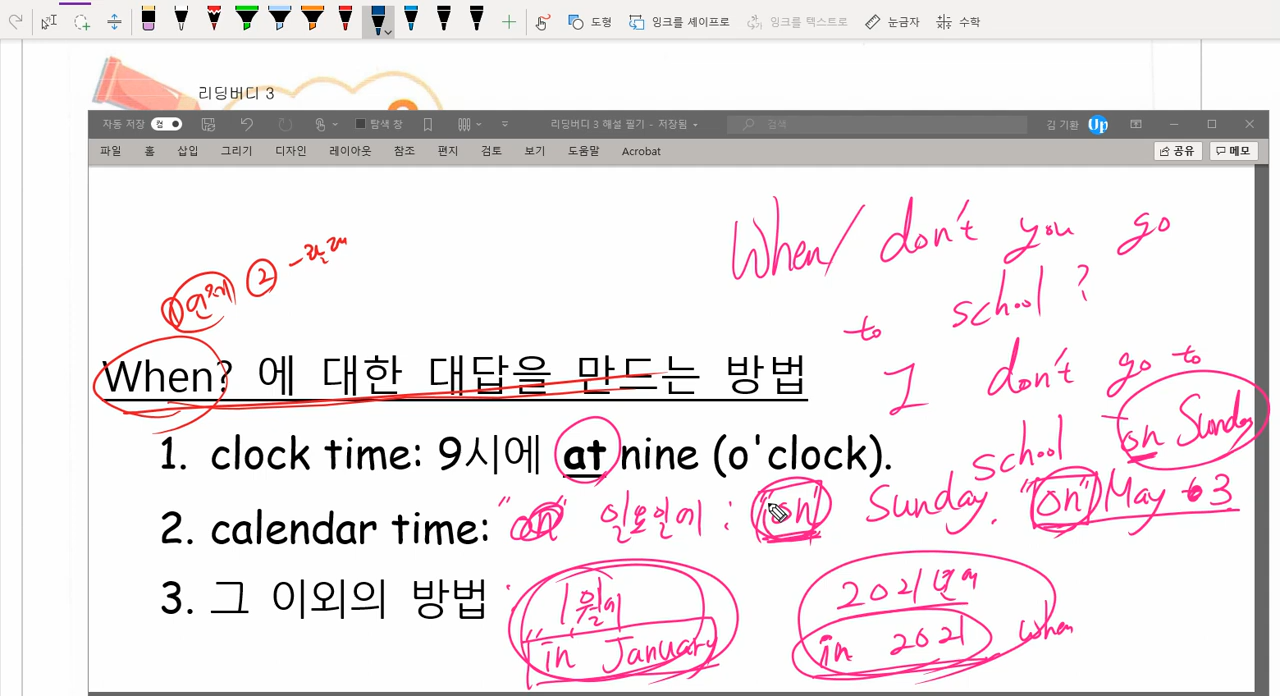 도형 잉크를 셰이프로 잉크를 텍스트로 눈금자 수학
리딩버디 3
자동 저장 컴 탐색 창 리딩버디 3 해설 필기 - 저장됨 검색 김 기환 Up
파일 홈 삽입 그리기 디자인 레이아웃 참조 편지 검토 보기 도움말 Acrobat 공유 메모
When / don't you go
to school?
① 언제 ②
I don't go to
school on Sunday
When? 에 대한 대답을 만드는 방법
1. clock time: 9시에 at nine (o'clock).
2. calendar time: "on" 일요일에 : "on" Sunday. "on" May 3
3. 그 이외의 방법 : 1월에 2021년에
"in" January in 2021 when